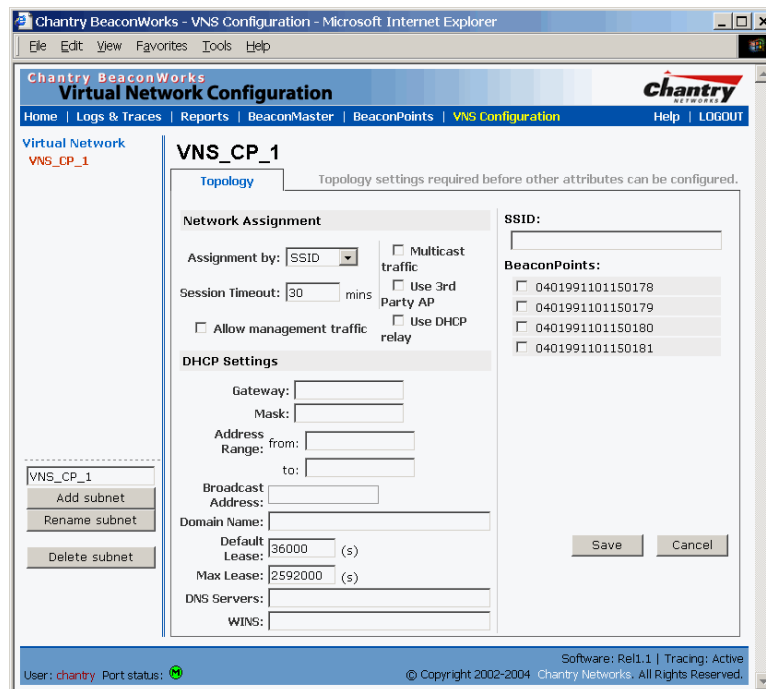 Chantry BeaconWorks - VNS Configuration - Microsoft Internet Explorer
File Edit View Favorites Tools Help
Chantry BeaconWorks
Virtual Network Configuration
Chantry
NETWORKS
Home | Logs & Traces | Reports | BeaconMaster | BeaconPoints | VNS Configuration Help | LOGOUT
Virtual Network
VNS_CP_1
VNS_CP_1
Topology
Topology settings required before other attributes can be configured.
Network Assignment
Assignment by: SSID
Session Timeout: 30 mins
Allow management traffic
Multicast
traffic
Use 3rd
Party AP
Use DHCP
relay
DHCP Settings
Gateway:
Mask:
Address
Range: from:
to:
Broadcast
Address:
Domain Name:
Default
Lease: 36000 (s)
Max Lease: 2592000 (s)
DNS Servers:
WINS:
SSID:
BeaconPoints:
0401991101150178
0401991101150179
0401991101150180
0401991101150181
Save Cancel
VNS_CP_1
Add subnet
Rename subnet
Delete subnet
Software: Rel1.1 | Tracing: Active
User: chantry Port status: M
© Copyright 2002-2004 Chantry Networks. All Rights Reserved.